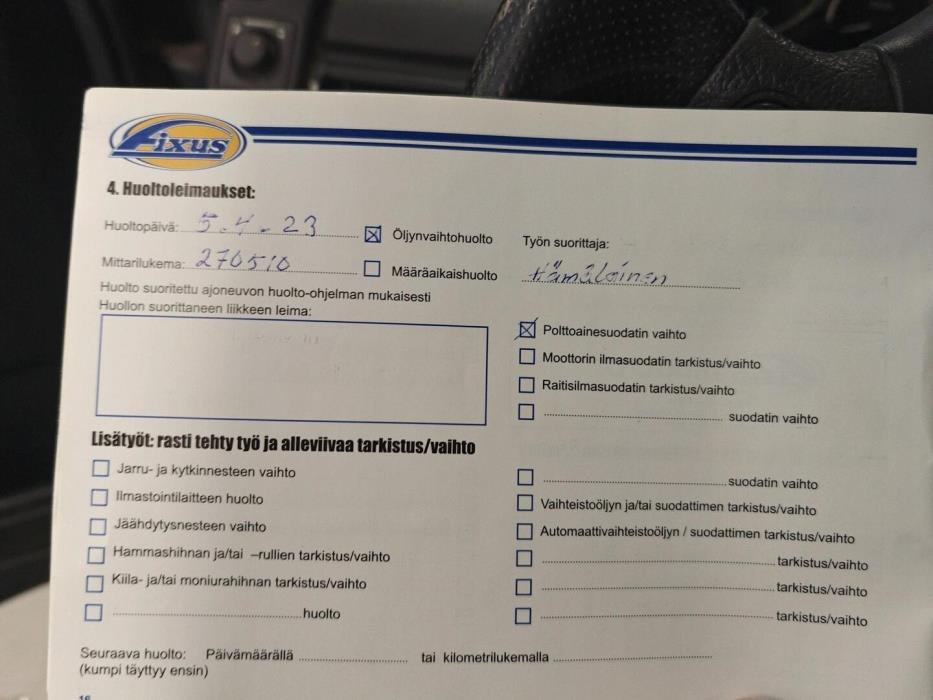 Fixus
4. Huoltoleimaukset:
Huoltopäivä: 5.4.-23
☒ Öljynvaihtohuolto
Työn suorittaja:
Mittarilukema: 270510
☐ Määräaikaishuolto
Hämäläinen
Huolto suoritettu ajoneuvon huolto-ohjelman mukaisesti
Huollon suorittaneen liikkeen leima:
☒ Polttoainesuodatin vaihto
☐ Moottorin ilmasuodatin tarkistus/vaihto
☐ Raitisilmasuodatin tarkistus/vaihto
☐ ........ suodatin vaihto
Lisätyöt: rasti tehty työ ja alleviivaa tarkistus/vaihto
☐ Jarru- ja kytkinnesteen vaihto
☐ Ilmastointilaitteen huolto
☐ Jäähdytysnesteen vaihto
☐ Hammashihnan ja/tai –rullien tarkistus/vaihto
☐ Kiila- ja/tai moniurahihnan tarkistus/vaihto
☐ ........ huolto
☐ ........ suodatin vaihto
☐ Vaihteistoöljyn ja/tai suodattimen tarkistus/vaihto
☐ Automaattivaihteistoöljyn / suodattimen tarkistus/vaihto
☐ ........ tarkistus/vaihto
☐ ........ tarkistus/vaihto
☐ ........ tarkistus/vaihto
Seuraava huolto: Päivämäärällä ........ tai kilometrilukemalla ........
(kumpi täyttyy ensin)